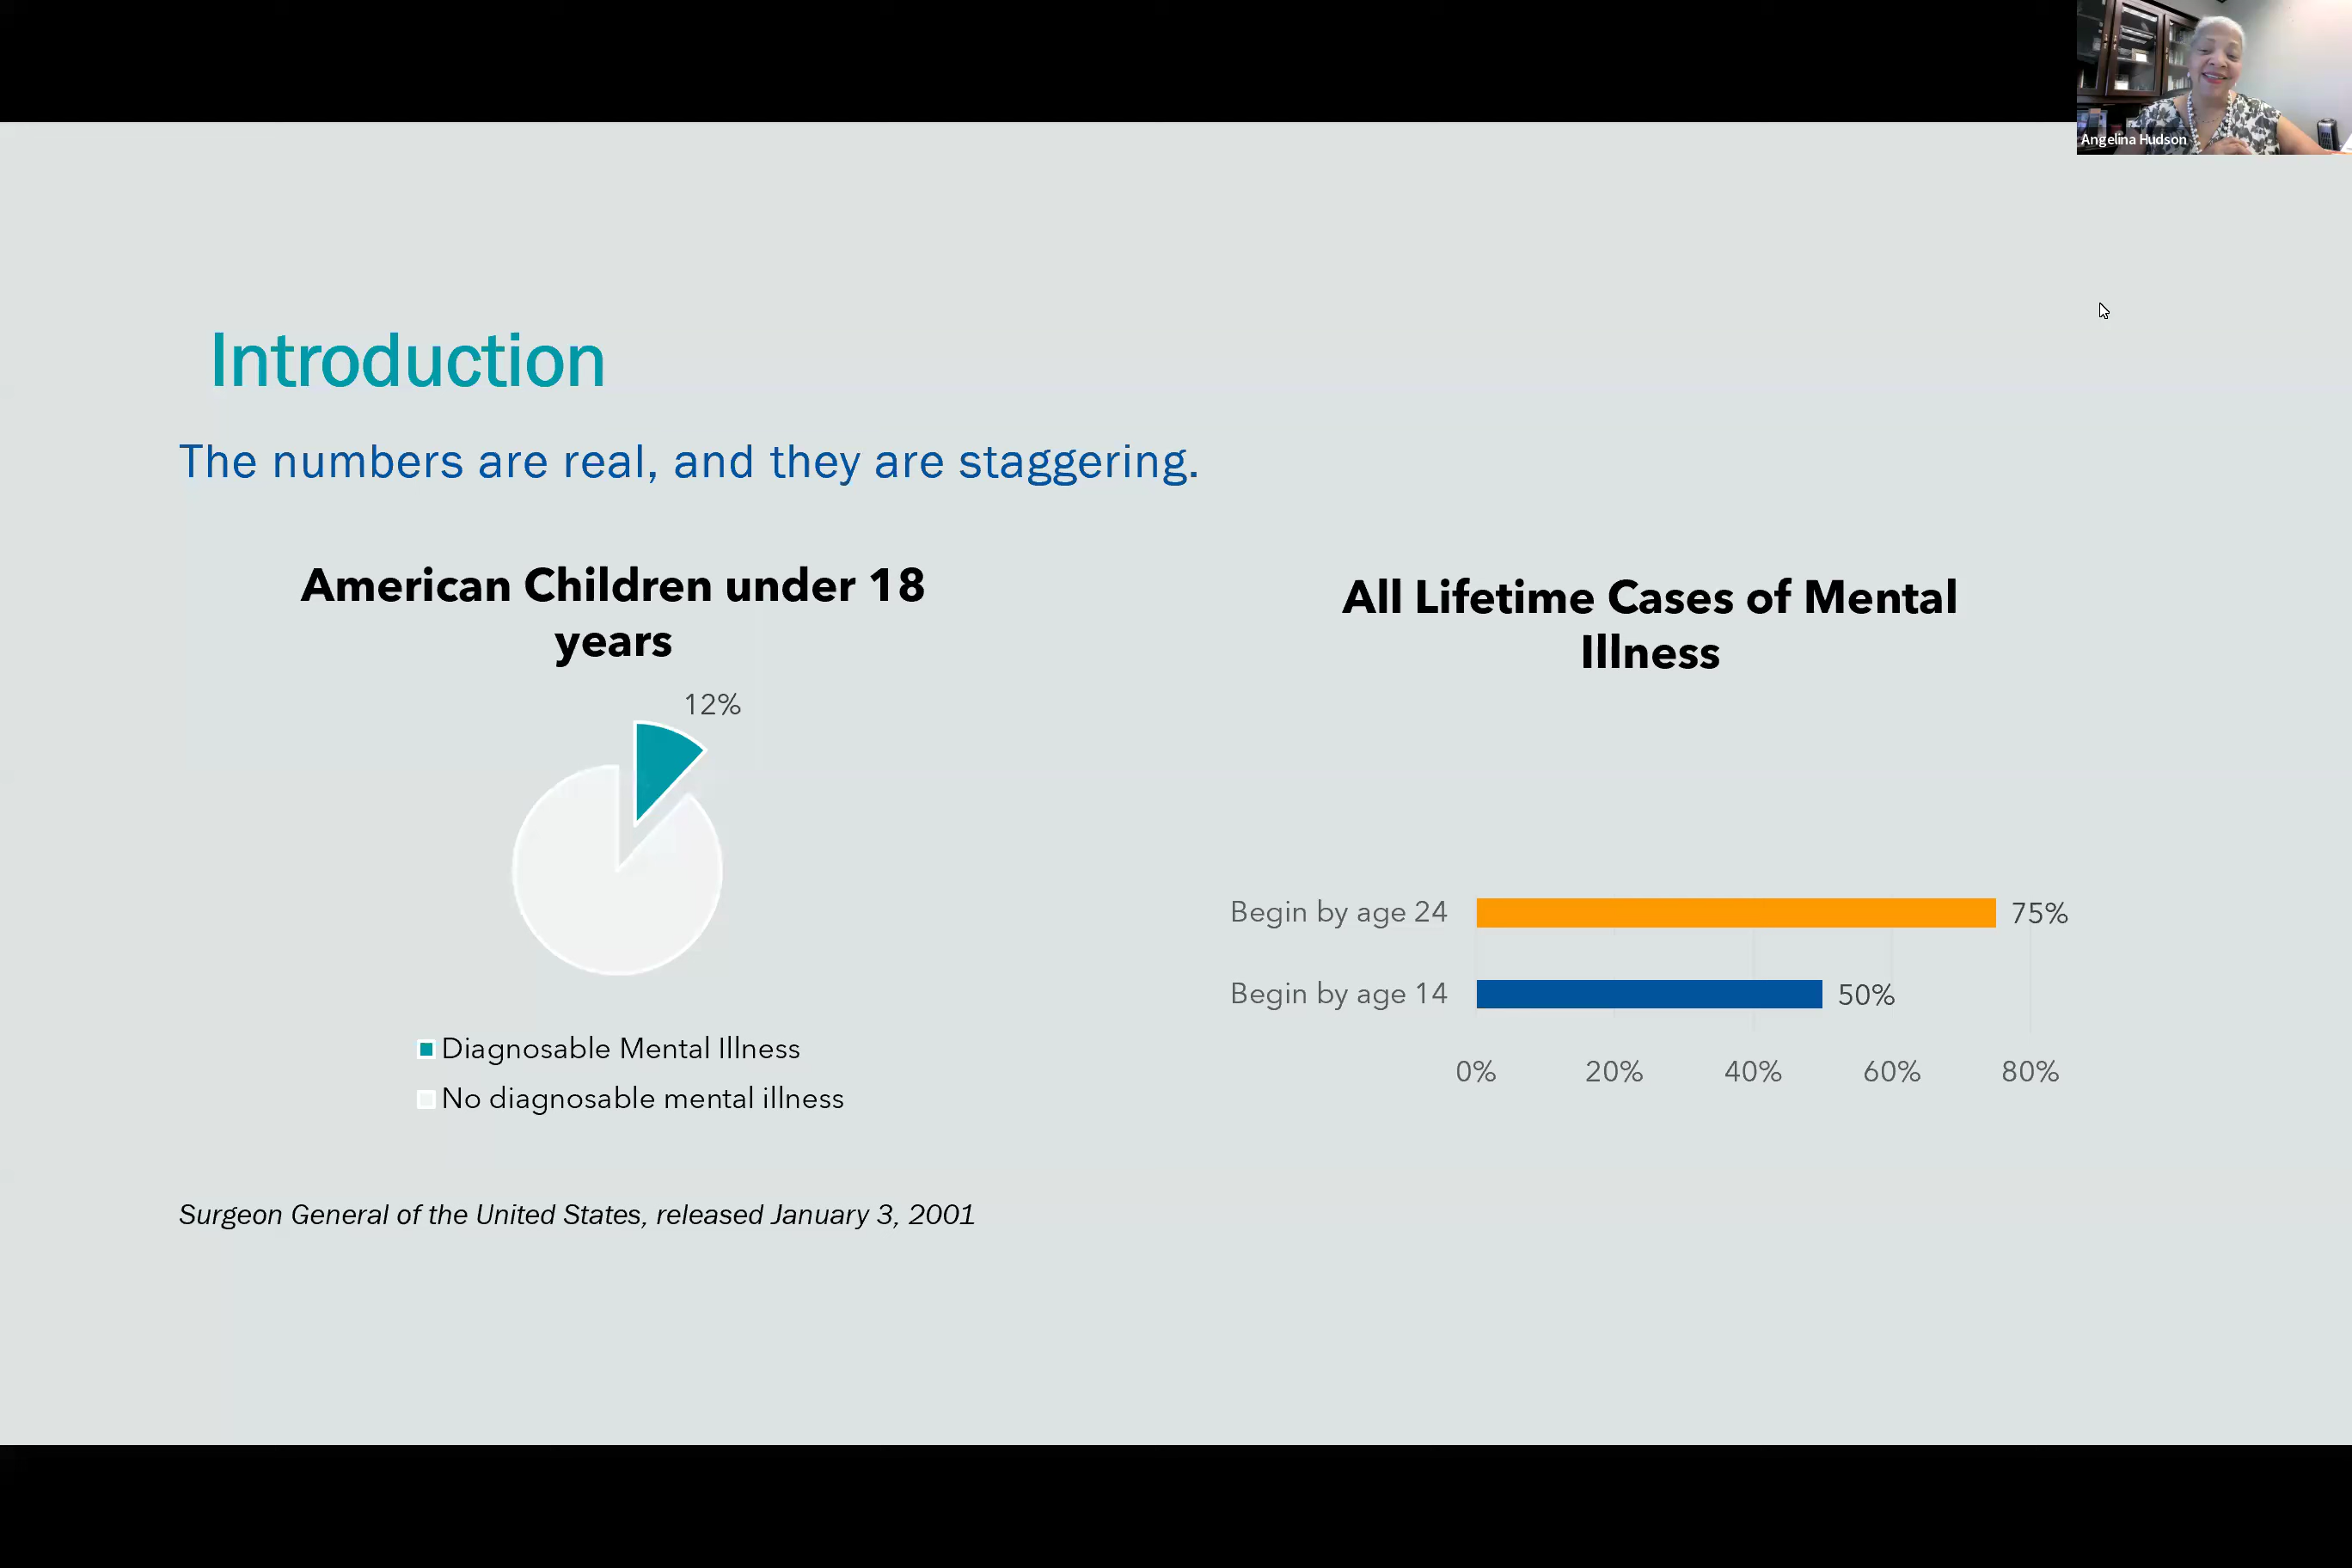 Angelina Hudson
Introduction
The numbers are real, and they are staggering.
American Children under 18
years
12%
Diagnosable Mental Illness
No diagnosable mental illness
All Lifetime Cases of Mental
Illness
Begin by age 24
75%
Begin by age 14
50%
0% 20% 40% 60% 80%
Surgeon General of the United States, released January 3, 2001